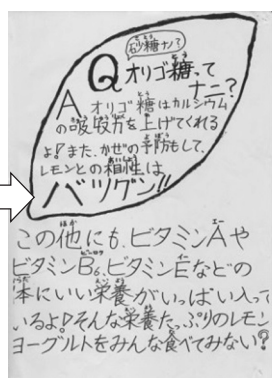 砂糖ナノ?
Qオリゴ糖って
ナニ?
A オリゴ糖はカルシウム
の吸収力を上げてくれる
よ!また、かぜの予防もして、
レモンとの相性は
バツグン!!
この他にも、ビタミンAや
ビタミンB6、ビタミンEなどの
体にいい栄養がいっぱい入って
いるよ!そんな栄養たっぷりのレモン
ヨーグルトをみんな食べてみない?